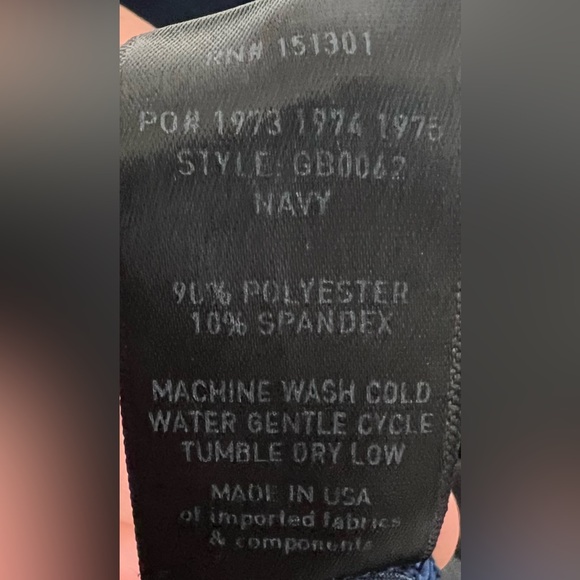 RN# 151301
PO# 1973 1974 1975
STYLE: GB0062
NAVY
90% POLYESTER
10% SPANDEX
MACHINE WASH COLD
WATER GENTLE CYCLE
TUMBLE DRY LOW
MADE IN USA
of imported fabrics
& components